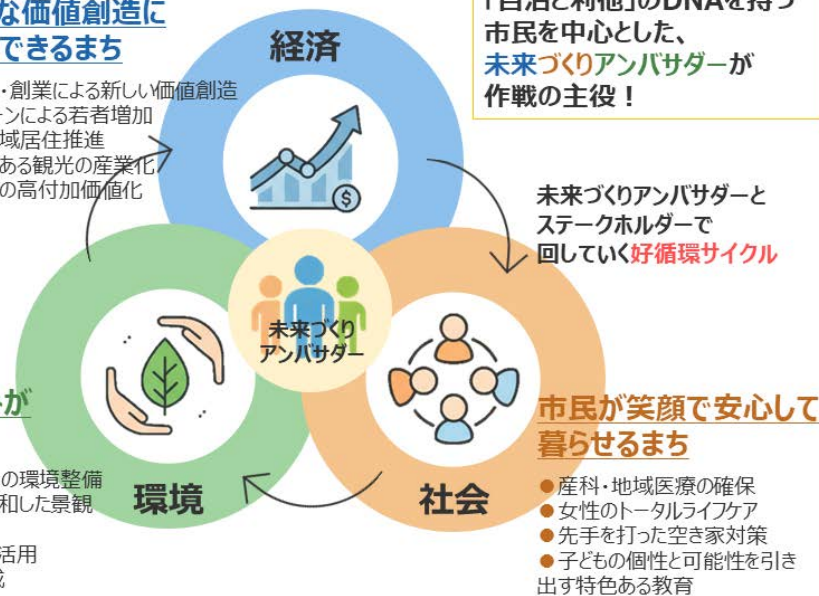 な価値創造に
できるまち
・創業による新しい価値創造
ーンによる若者増加
域居住推進
ある観光の産業化
の高付加価値化
経済
「自治と利他」のDNAを持つ
市民を中心とした、
未来づくりアンバサダーが
作戦の主役！
未来づくりアンバサダーと
ステークホルダーで
回していく好循環サイクル
未来づくり
アンバサダー
が
の環境整備
和した景観
活用
環境
社会
市民が笑顔で安心して
暮らせるまち
●産科・地域医療の確保
●女性のトータルライフケア
●先手を打った空き家対策
●子どもの個性と可能性を引き
出す特色ある教育